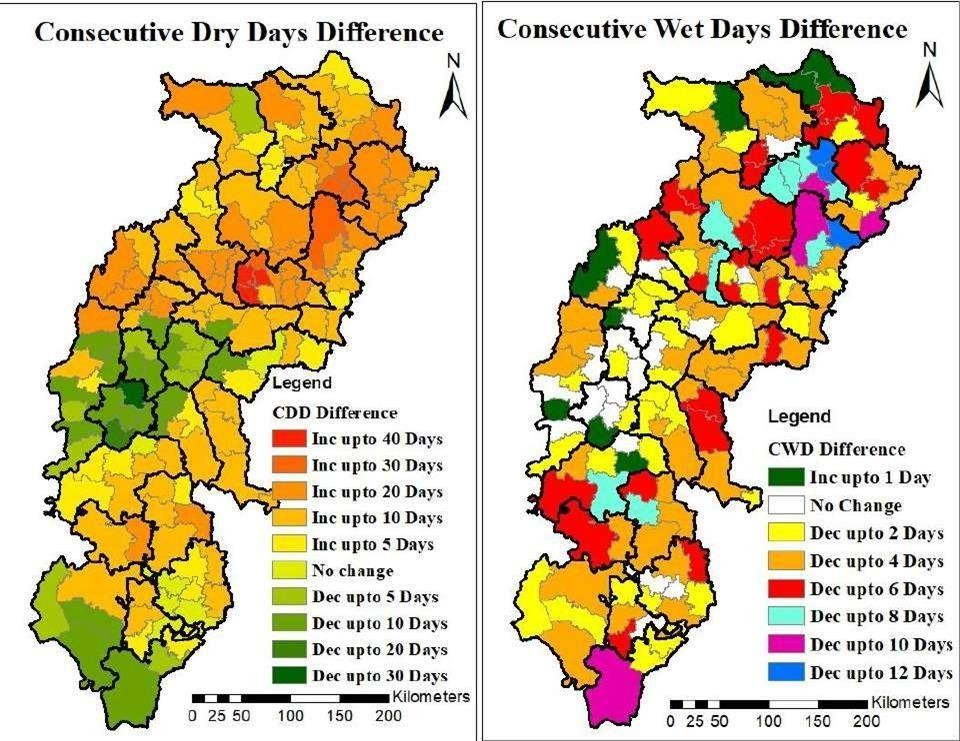 Consecutive Dry Days Difference
N
Legend
CDD Difference
Inc upto 40 Days
Inc upto 30 Days
Inc upto 20 Days
Inc upto 10 Days
Inc upto 5 Days
No change
Dec upto 5 Days
Dec upto 10 Days
Dec upto 20 Days
Dec upto 30 Days
Kilometers
0 25 50 100 150 200
Consecutive Wet Days Difference
N
Legend
CWD Difference
Inc upto 1 Day
No Change
Dec upto 2 Days
Dec upto 4 Days
Dec upto 6 Days
Dec upto 8 Days
Dec upto 10 Days
Dec upto 12 Days
Kilometers
0 25 50 100 150 200